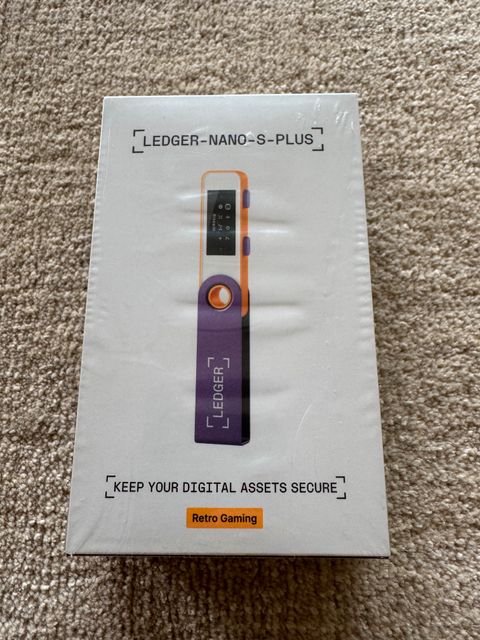 LEDGER-NANO-S-PLUS
LEDGER
KEEP YOUR DIGITAL ASSETS SECURE
Retro Gaming